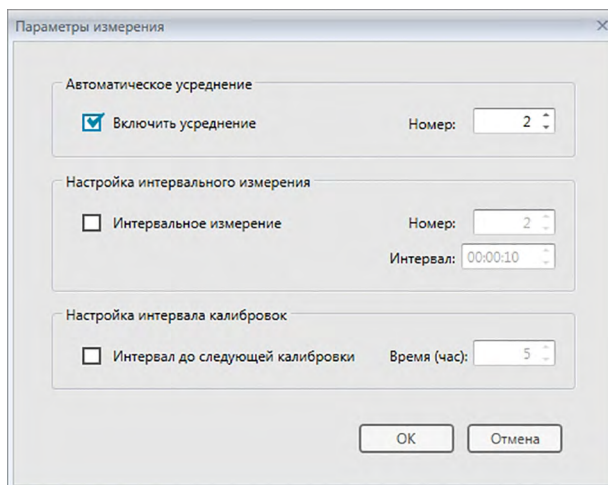 Параметры измерения
Автоматическое усреднение
Включить усреднение Номер: 2
Настройка интервального измерения
Интервальное измерение Номер: 2
Интервал: 00:00:10
Настройка интервала калибровок
Интервал до следующей калибровки Время (час): 5
OK Отмена